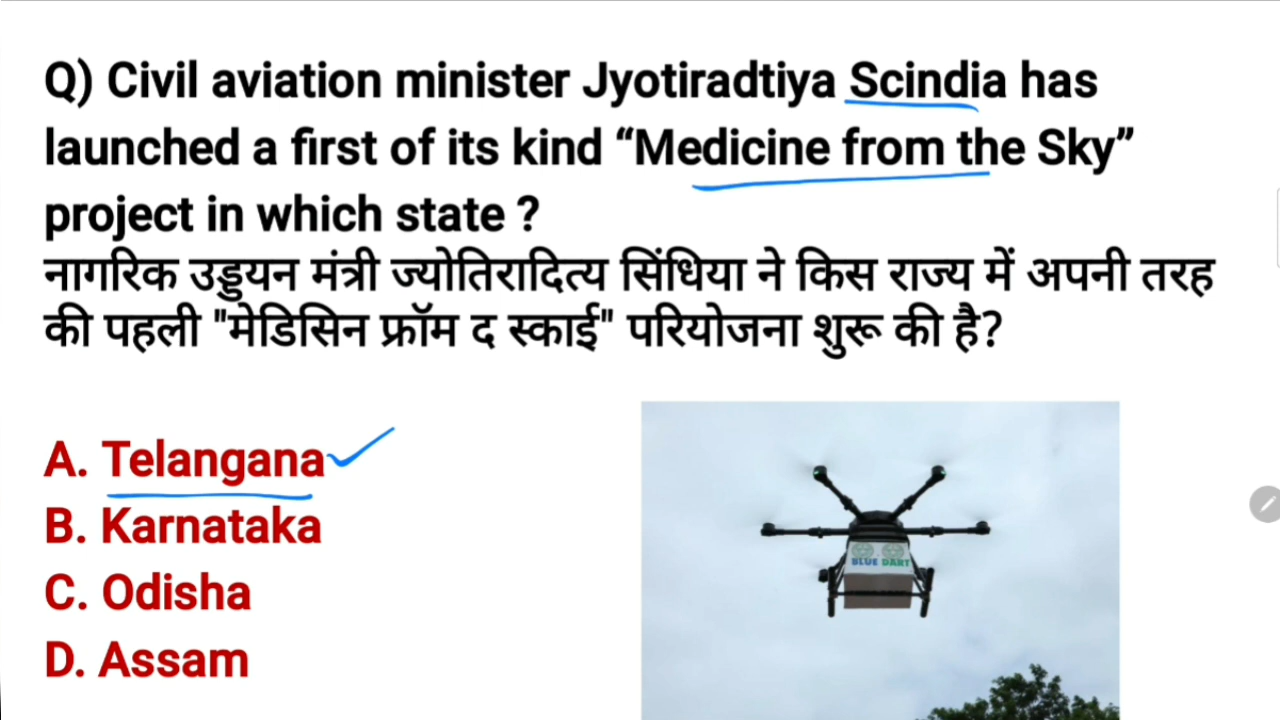 Q) Civil aviation minister Jyotiradtiya Scindia has
launched a first of its kind “Medicine from the Sky”
project in which state ?
नागरिक उड्डयन मंत्री ज्योतिरादित्य सिंधिया ने किस राज्य में अपनी तरह
की पहली "मेडिसिन फ्रॉम द स्काई" परियोजना शुरू की है?
A. Telangana
B. Karnataka
C. Odisha
D. Assam
BLUE DART